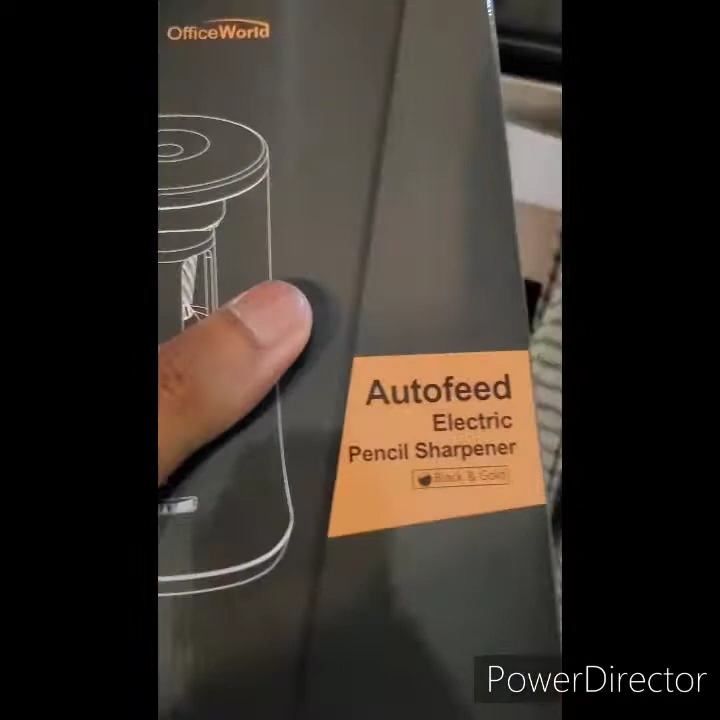 OfficeWorld
Autofeed
Electric
Pencil Sharpener
Black & Gold
PowerDirector